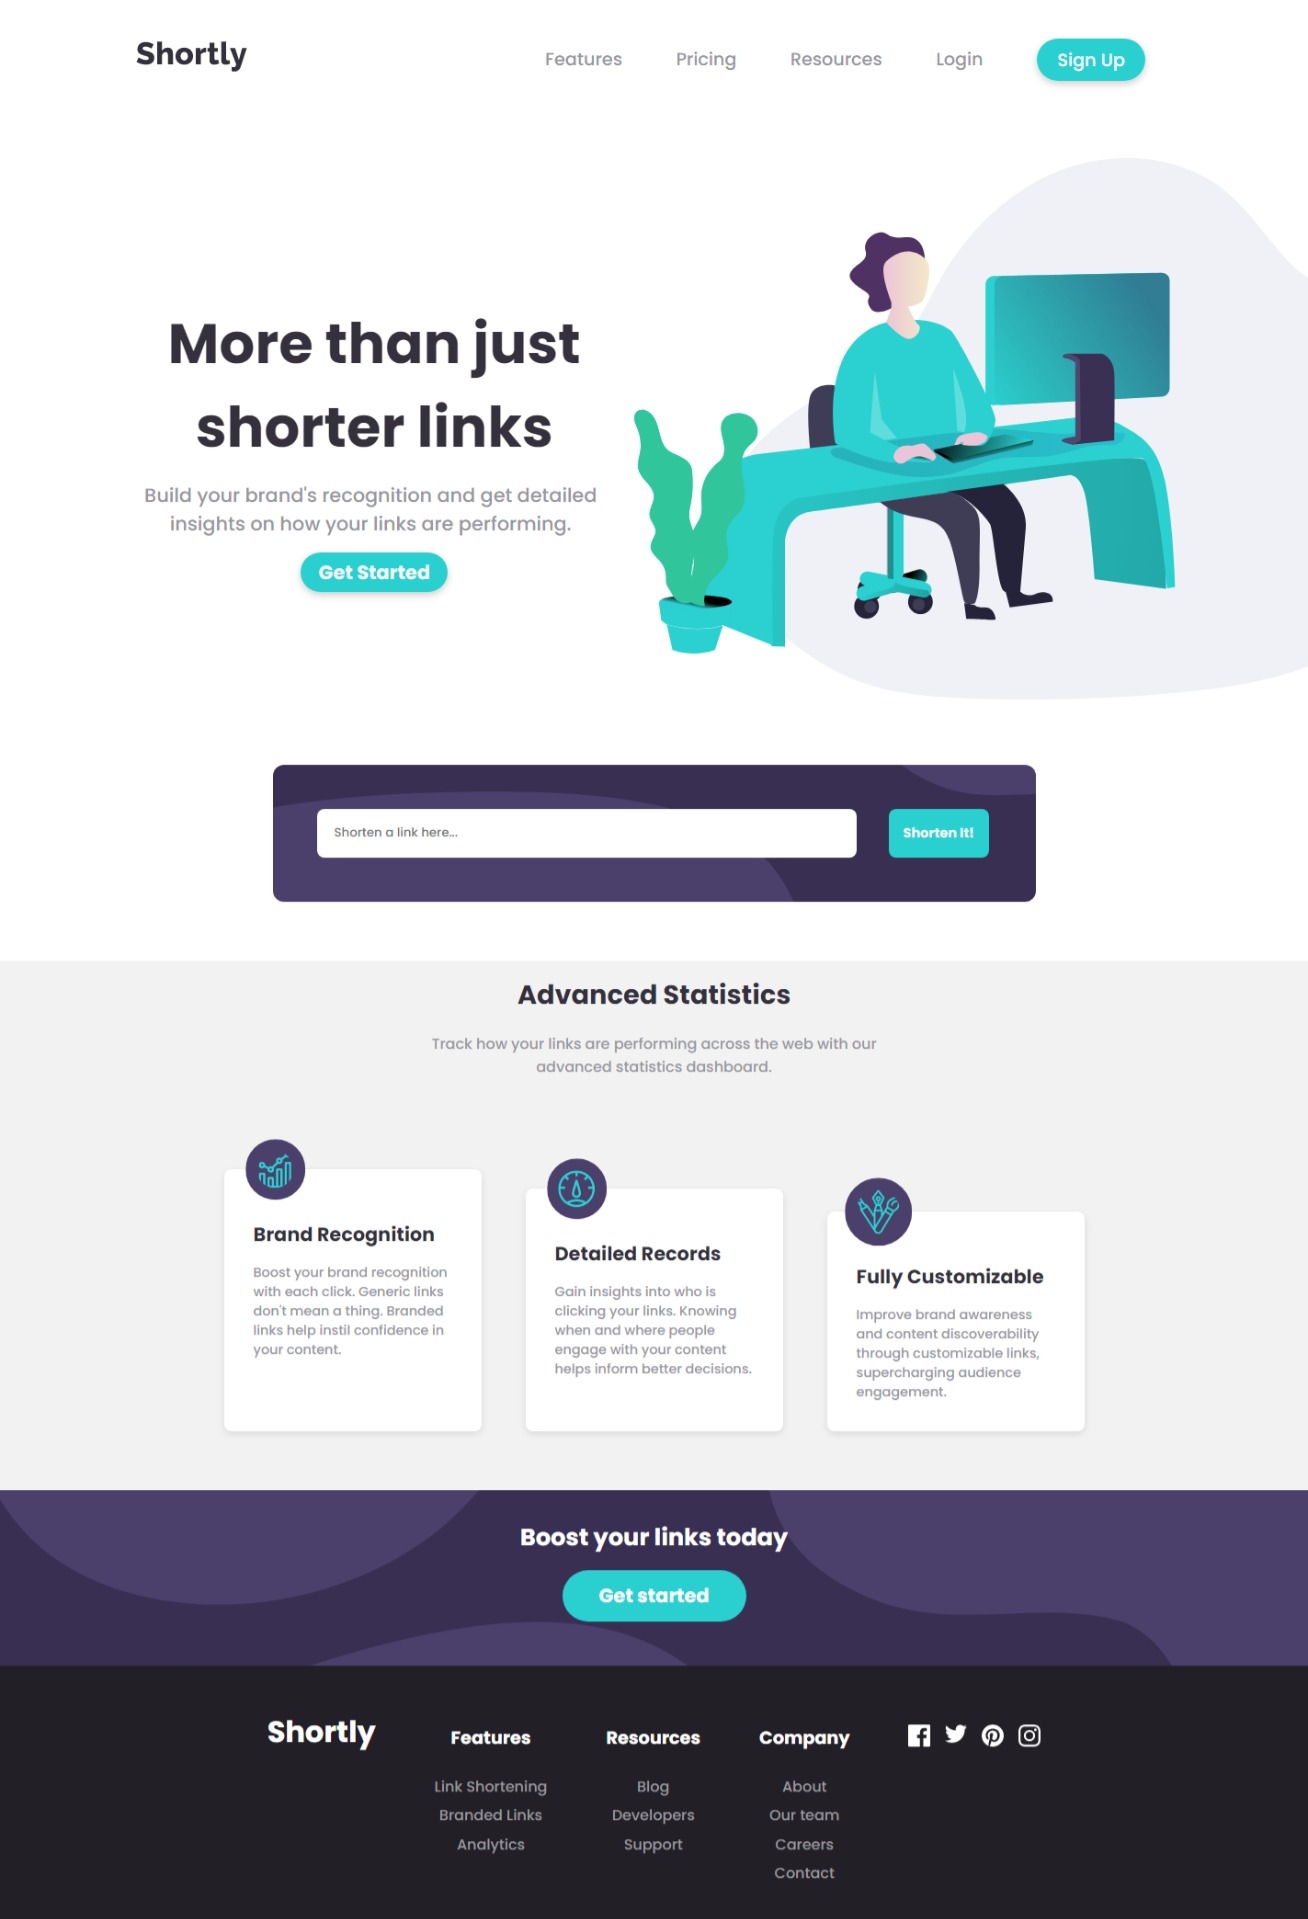 Shortly
Features
Pricing
Resources
Login
Sign Up
More than just
shorter links
Build your brand's recognition and get detailed
insights on how your links are performing.
Get Started
Shorten a link here...
Shorten It!
Advanced Statistics
Track how your links are performing across the web with our
advanced statistics dashboard.
Brand Recognition
Boost your brand recognition
with each click. Generic links
don't mean a thing. Branded
links help instil confidence in
your content.
Detailed Records
Gain insights into who is
clicking your links. Knowing
when and where people
engage with your content
helps inform better decisions.
Fully Customizable
Improve brand awareness
and content discoverability
through customizable links,
supercharging audience
engagement.
Boost your links today
Get started
Shortly
Features
Link Shortening
Branded Links
Analytics
Resources
Blog
Developers
Support
Company
About
Our team
Careers
Contact